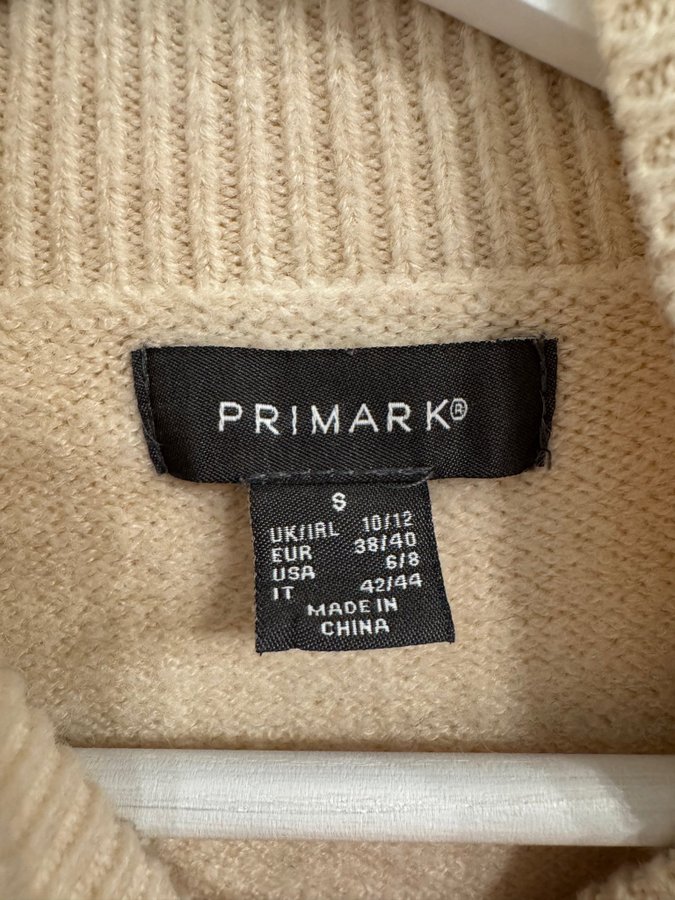 PRIMARK®
S
UK/IRL 10/12
EUR 38/40
USA 6/8
IT 42/44
MADE IN
CHINA